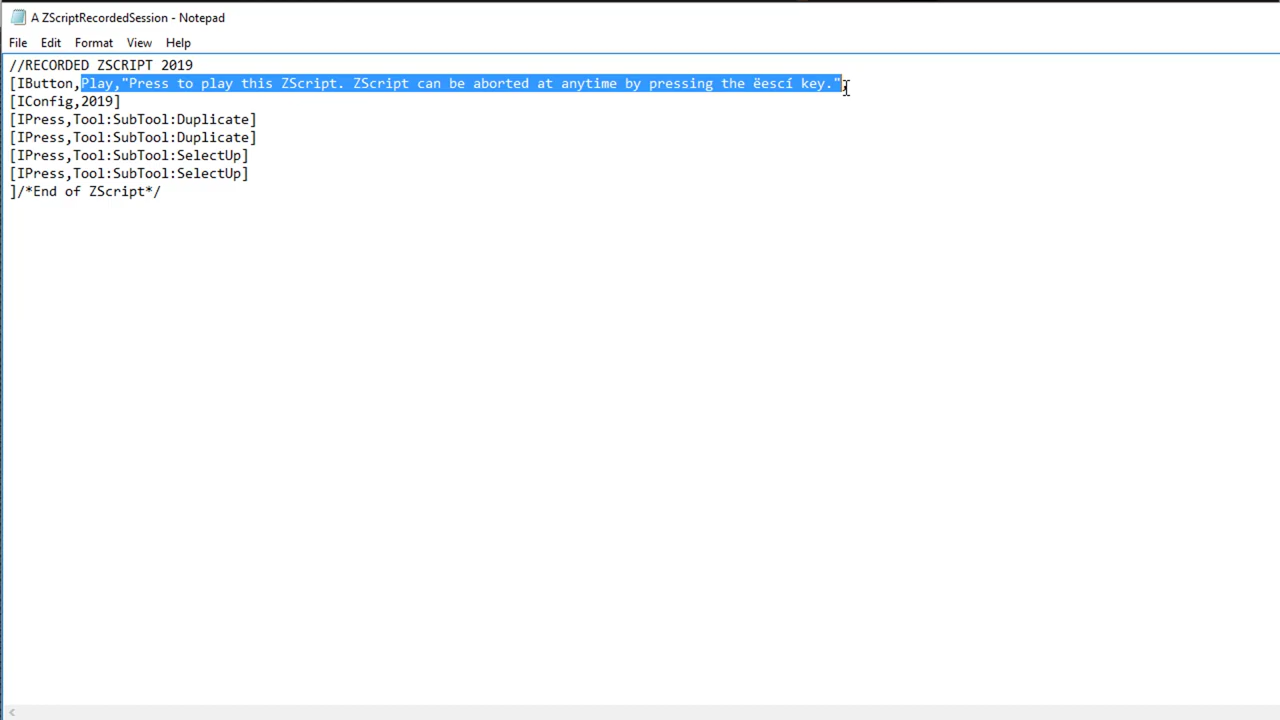 A ZScriptRecordedSession - Notepad
File Edit Format View Help
//RECORDED ZSCRIPT 2019
[IButton,Play,"Press to play this ZScript. ZScript can be aborted at anytime by pressing the ëescí key.",
[IConfig,2019]
[IPress,Tool:SubTool:Duplicate]
[IPress,Tool:SubTool:Duplicate]
[IPress,Tool:SubTool:SelectUp]
[IPress,Tool:SubTool:SelectUp]
]/*End of ZScript*/